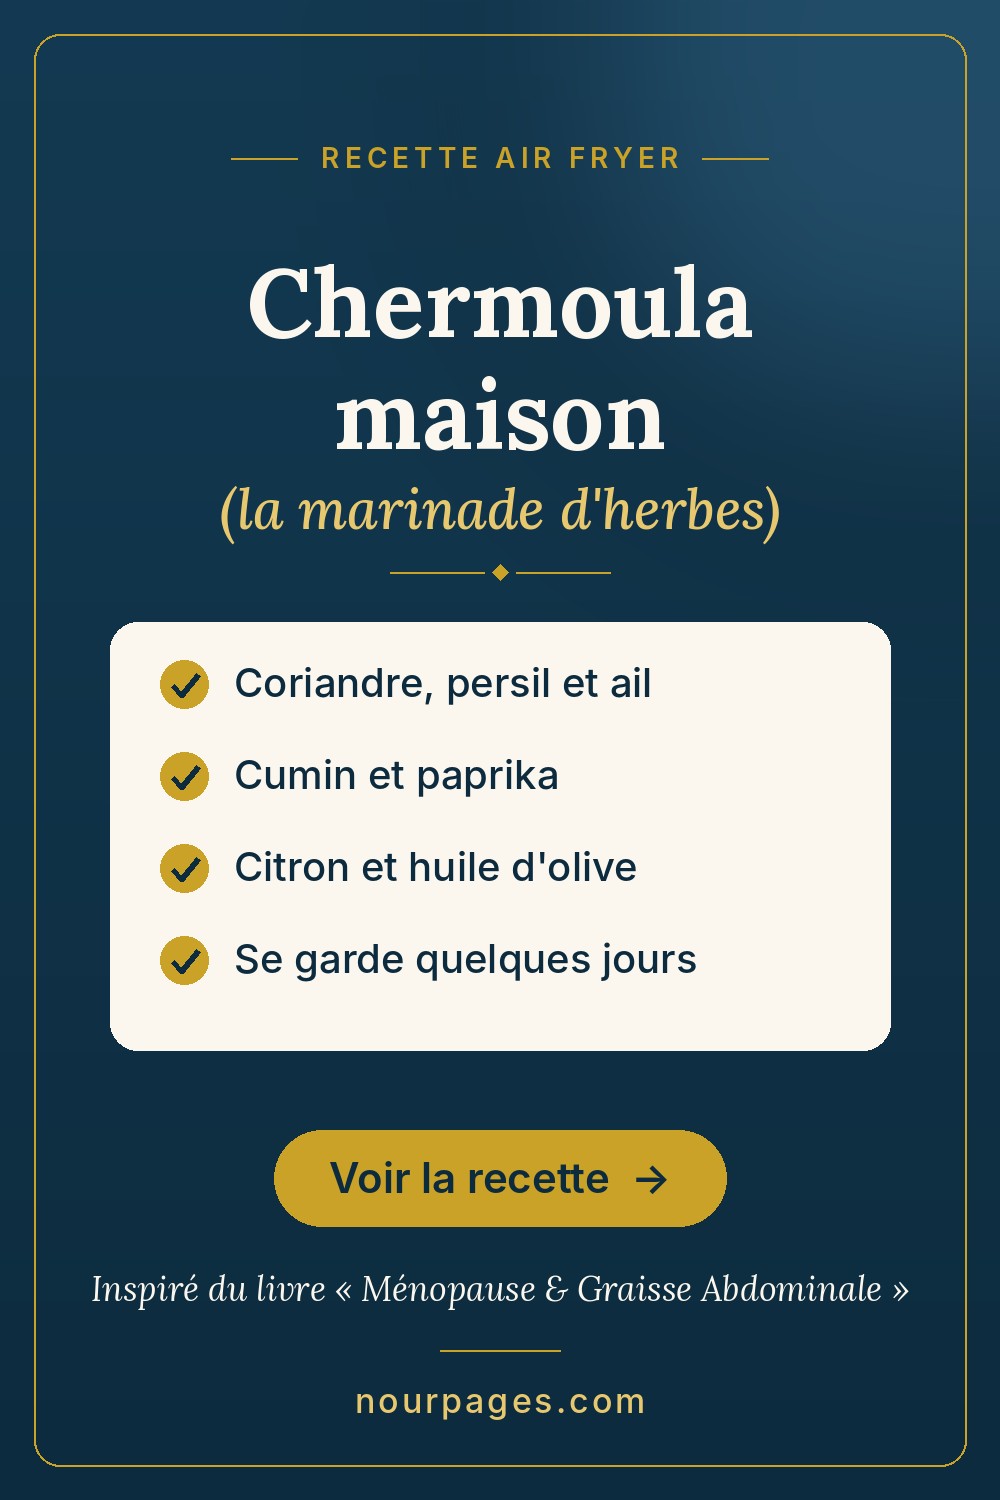 RECETTE AIR FRYER
Chermoula
maison
(la marinade d'herbes)
Coriandre, persil et ail
Cumin et paprika
Citron et huile d'olive
Se garde quelques jours
Voir la recette →
Inspiré du livre « Ménopause & Graisse Abdominale »
nourpages.com